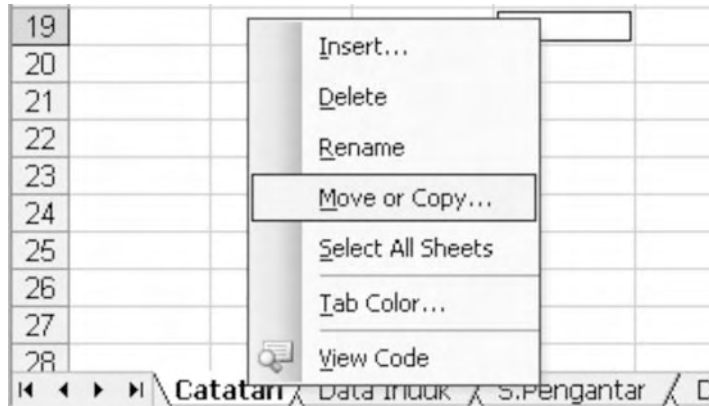 19
20
21
22
23
24
25
26
27
28
Insert...
Delete
Rename
Move or Copy...
Select All Sheets
Tab Color...
View Code
Catatan Data Induk S.Pengantar D